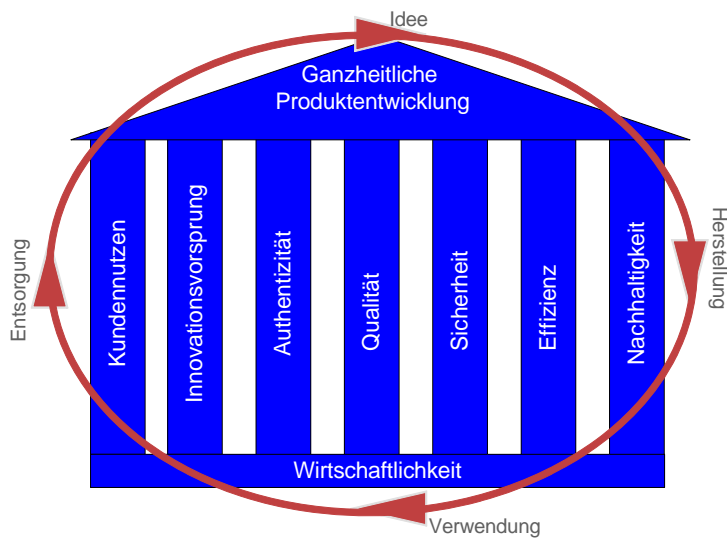 Idee
Ganzheitliche
Produktentwicklung
Entsorgung
Kundennutzen
Innovationsvorsprung
Authentizität
Qualität
Sicherheit
Effizienz
Nachhaltigkeit
Herstellung
Wirtschaftlichkeit
Verwendung